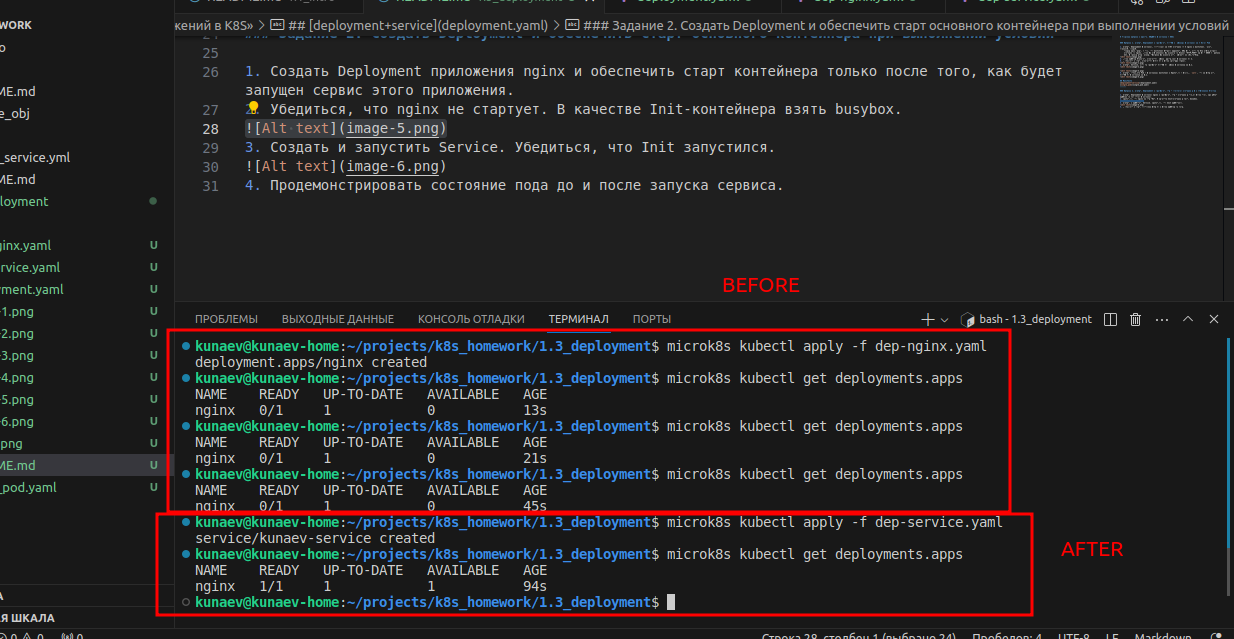 WORK
жений в K8S» > ## [deployment+service](deployment.yaml) > ### Задание 2. Создать Deployment и обеспечить старт основного контейнера при выполнении условий
ME.md
e_obj
_service.yml
ME.md
loyment
ginx.yaml
rvice.yaml
ment.yaml
-1.png
-2.png
-3.png
-4.png
-5.png
-6.png
png
ME.md
_pod.yaml
U
U
U
U
U
U
U
U
U
U
U
U
Я ШКАЛА
25
26 1. Создать Deployment приложения nginx и обеспечить старт контейнера только после того, как будет
запущен сервис этого приложения.
27 2. Убедиться, что nginx не стартует. В качестве Init-контейнера взять busybox.
28 ![Alt text](image-5.png)
29 3. Создать и запустить Service. Убедиться, что Init запустился.
30 ![Alt text](image-6.png)
31 4. Продемонстрировать состояние пода до и после запуска сервиса.
BEFORE
ПРОБЛЕМЫ ВЫХОДНЫЕ ДАННЫЕ КОНСОЛЬ ОТЛАДКИ ТЕРМИНАЛ ПОРТЫ
bash - 1.3_deployment
kunaev@kunaev-home:~/projects/k8s_homework/1.3_deployment$ microk8s kubectl apply -f dep-nginx.yaml
deployment.apps/nginx created
kunaev@kunaev-home:~/projects/k8s_homework/1.3_deployment$ microk8s kubectl get deployments.apps
NAME READY UP-TO-DATE AVAILABLE AGE
nginx 0/1 1 0 13s
kunaev@kunaev-home:~/projects/k8s_homework/1.3_deployment$ microk8s kubectl get deployments.apps
NAME READY UP-TO-DATE AVAILABLE AGE
nginx 0/1 1 0 21s
kunaev@kunaev-home:~/projects/k8s_homework/1.3_deployment$ microk8s kubectl get deployments.apps
NAME READY UP-TO-DATE AVAILABLE AGE
nginx 0/1 1 0 45s
kunaev@kunaev-home:~/projects/k8s_homework/1.3_deployment$ microk8s kubectl apply -f dep-service.yaml
service/kunaev-service created
kunaev@kunaev-home:~/projects/k8s_homework/1.3_deployment$ microk8s kubectl get deployments.apps
NAME READY UP-TO-DATE AVAILABLE AGE
nginx 1/1 1 1 94s
kunaev@kunaev-home:~/projects/k8s_homework/1.3_deployment$
AFTER
Строка 28, столбец 1 (выбрано 24) Пробелов: 4 UTF-8 LF Markdown